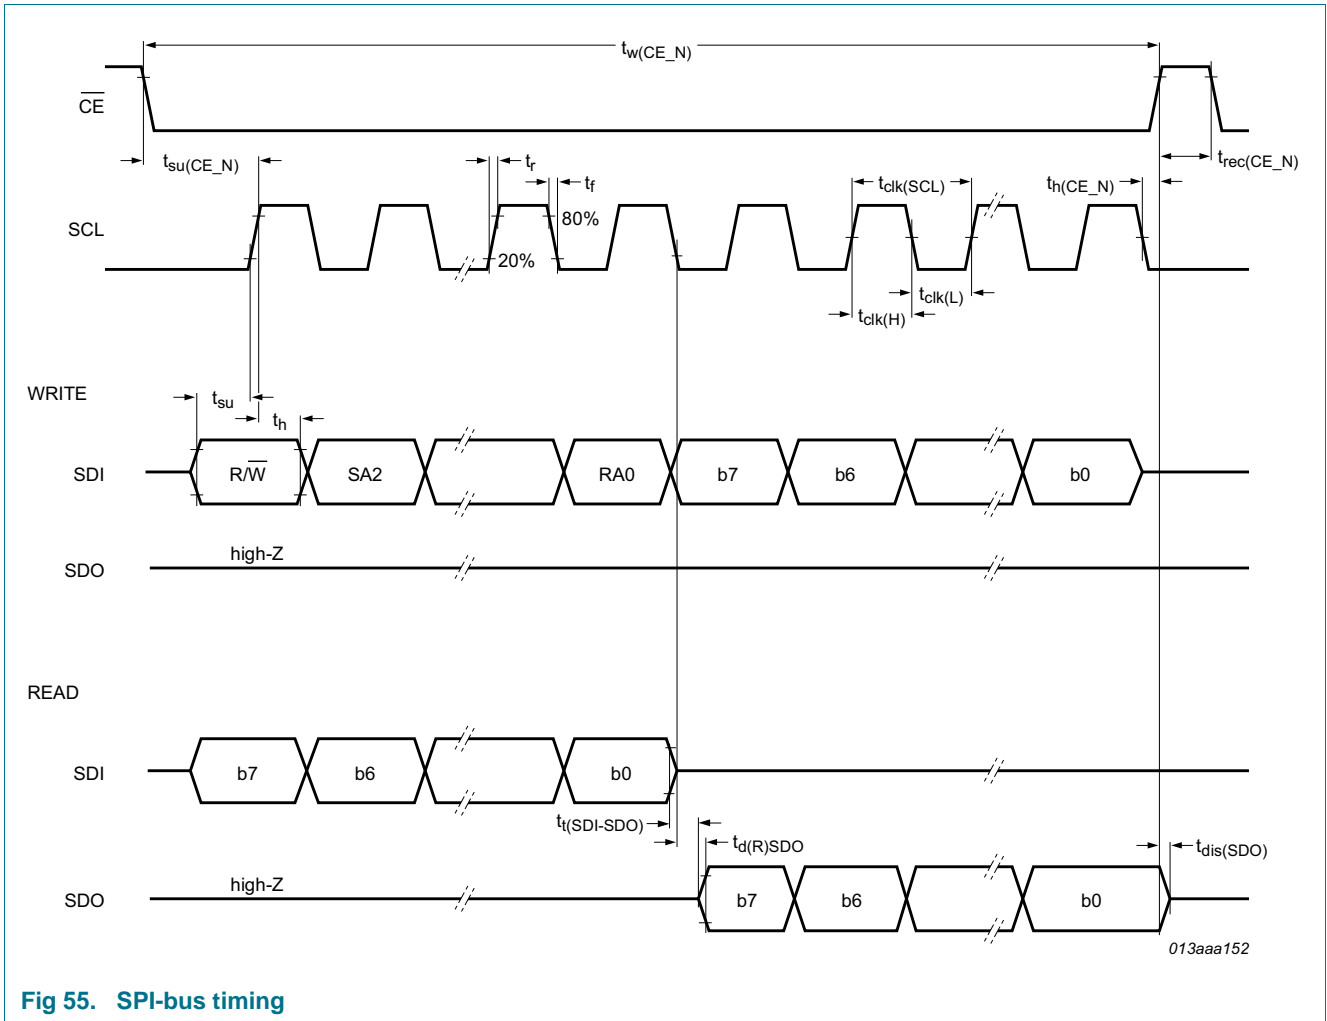 tw(CE_N)
CE
tsu(CE_N)
tr
trec(CE_N)
tf
tclk(SCL)
th(CE_N)
SCL
80%
20%
tclk(L)
tclk(H)
WRITE
tsu
th
SDI
R/W
SA2
RA0
b7
b6
b0
high-Z
SDO
READ
SDI
b7
b6
b0
tt(SDI-SDO)
td(R)SDO
tdis(SDO)
high-Z
SDO
b7
b6
b0
013aaa152
Fig 55. SPI-bus timing